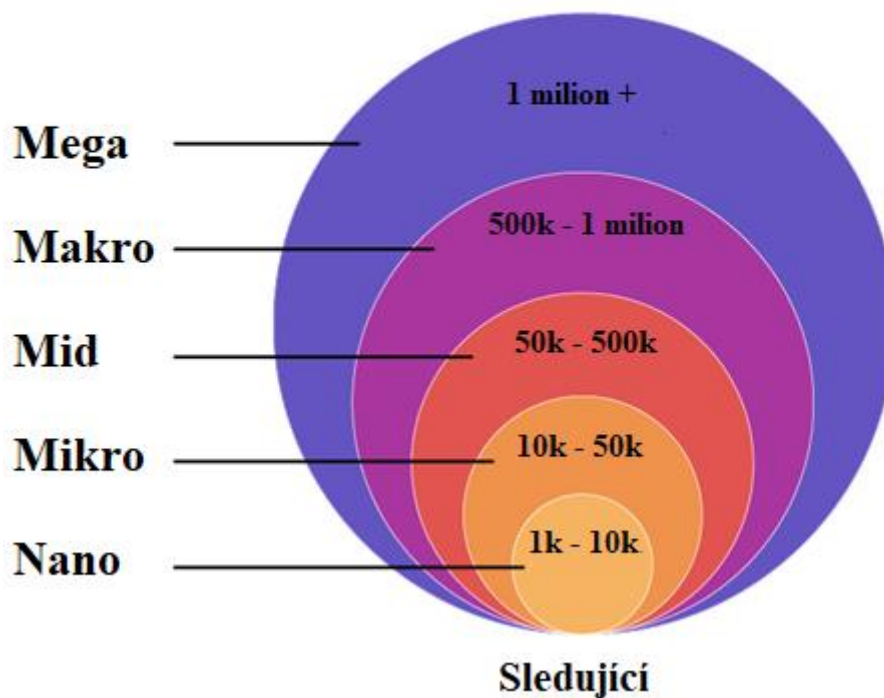 1 milion +
Mega
500k - 1 milion
Makro
50k - 500k
Mid
10k - 50k
Mikro
1k - 10k
Nano
Sledující